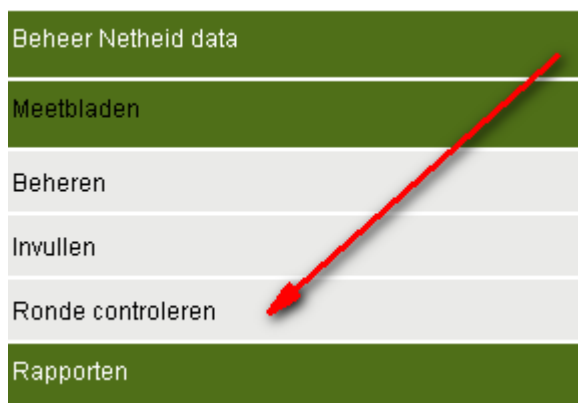 Beheer Netheid data
Meetbladen
Beheren
Invullen
Ronde controleren
Rapporten